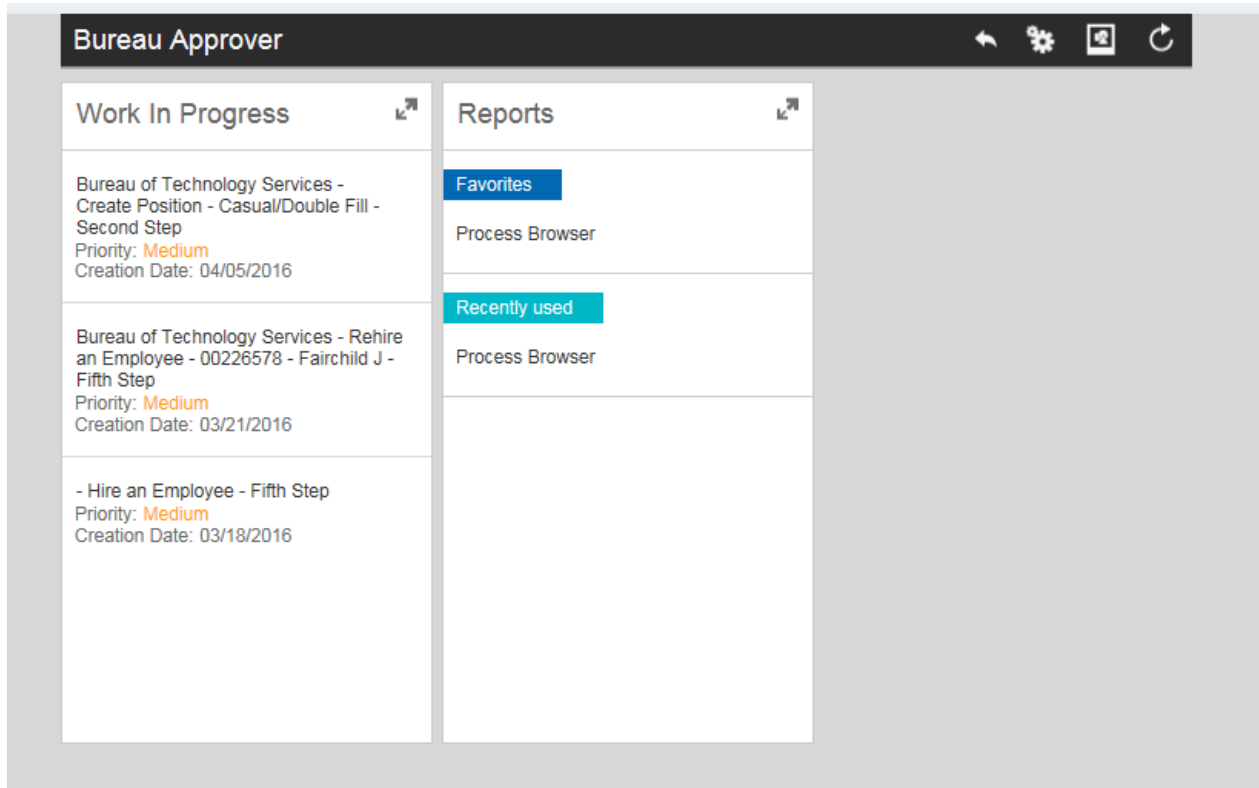 Bureau Approver
Work In Progress
Bureau of Technology Services -
Create Position - Casual/Double Fill -
Second Step
Priority: Medium
Creation Date: 04/05/2016
Bureau of Technology Services - Rehire
an Employee - 00226578 - Fairchild J -
Fifth Step
Priority: Medium
Creation Date: 03/21/2016
- Hire an Employee - Fifth Step
Priority: Medium
Creation Date: 03/18/2016
Reports
Favorites
Process Browser
Recently used
Process Browser